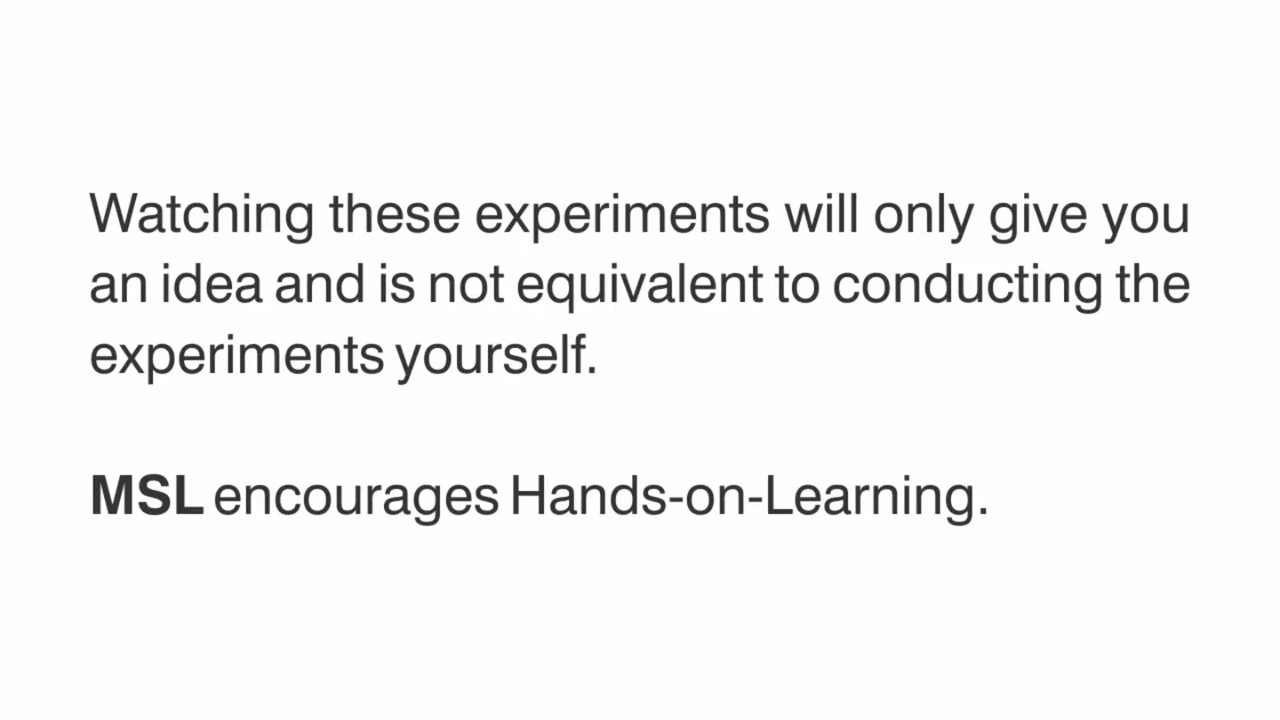 Watching these experiments will only give you
an idea and is not equivalent to conducting the
experiments yourself.
MSL encourages Hands-on-Learning.